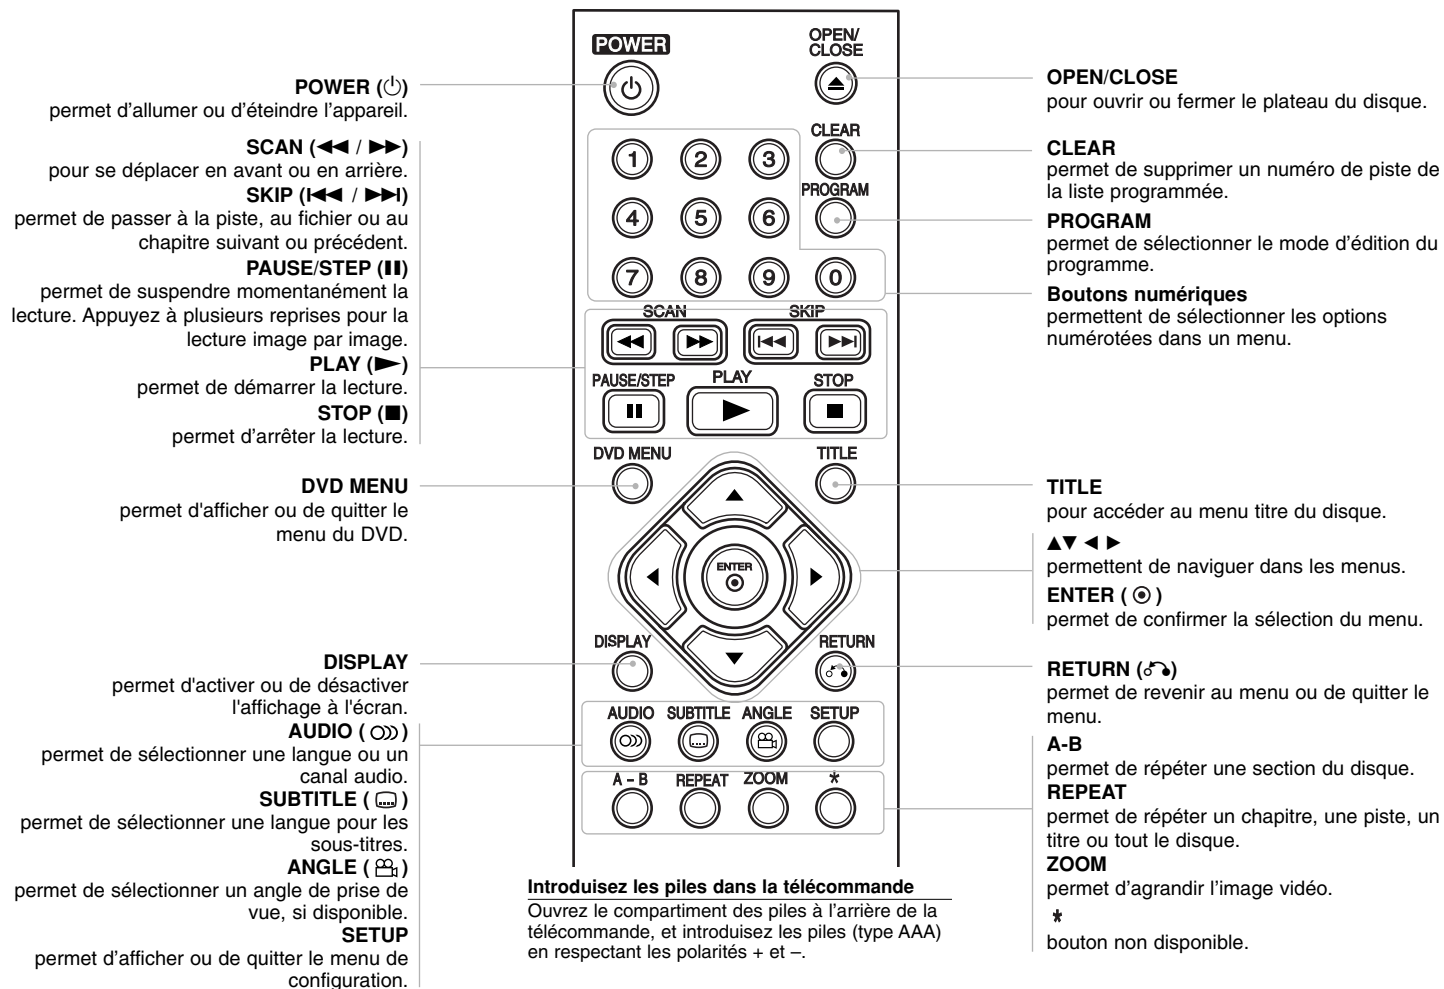 POWER (⏻)
permet d'allumer ou d'éteindre l'appareil.
SCAN (◀◀ / ▶▶)
pour se déplacer en avant ou en arrière.
SKIP (I◀◀ / ▶▶I)
permet de passer à la piste, au fichier ou au
chapitre suivant ou précédent.
PAUSE/STEP (II)
permet de suspendre momentanément la
lecture. Appuyez à plusieurs reprises pour la
lecture image par image.
PLAY (▶)
permet de démarrer la lecture.
STOP (■)
permet d'arrêter la lecture.
DVD MENU
permet d'afficher ou de quitter le
menu du DVD.
DISPLAY
permet d'activer ou de désactiver
l'affichage à l'écran.
AUDIO ( )
permet de sélectionner une langue ou un
canal audio.
SUBTITLE ( )
permet de sélectionner une langue pour les
sous-titres.
ANGLE ( )
permet de sélectionner un angle de prise de
vue, si disponible.
SETUP
permet d'afficher ou de quitter le menu de
configuration.
POWER
OPEN/
CLOSE
CLEAR
1 2 3
PROGRAM
4 5 6
7 8 9 0
SCAN SKIP
PAUSE/STEP PLAY STOP
DVD MENU TITLE
ENTER
DISPLAY RETURN
AUDIO SUBTITLE ANGLE SETUP
A – B REPEAT ZOOM *
Introduisez les piles dans la télécommande
Ouvrez le compartiment des piles à l'arrière de la
télécommande, et introduisez les piles (type AAA)
en respectant les polarités + et –.
OPEN/CLOSE
pour ouvrir ou fermer le plateau du disque.
CLEAR
permet de supprimer un numéro de piste de
la liste programmée.
PROGRAM
permet de sélectionner le mode d'édition du
programme.
Boutons numériques
permettent de sélectionner les options
numérotées dans un menu.
TITLE
pour accéder au menu titre du disque.
▲▼ ◀ ▶
permettent de naviguer dans les menus.
ENTER ( ◉ )
permet de confirmer la sélection du menu.
RETURN ( )
permet de revenir au menu ou de quitter le
menu.
A-B
permet de répéter une section du disque.
REPEAT
permet de répéter un chapitre, une piste, un
titre ou tout le disque.
ZOOM
permet d'agrandir l'image vidéo.
*
bouton non disponible.